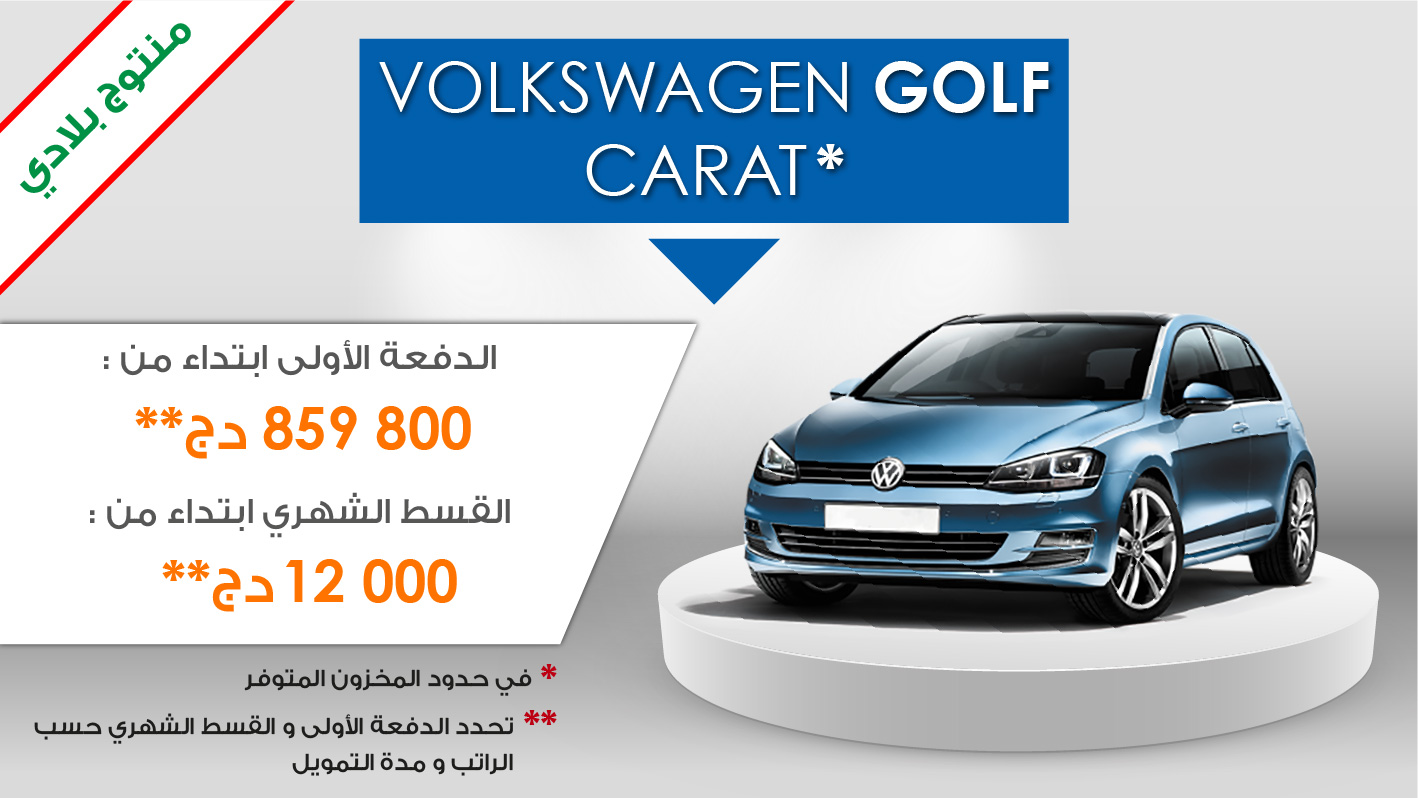 منتوج بلادي
VOLKSWAGEN GOLF
CARAT*
الدفعة الأولى ابتداء من :
859 800 دج**
القسط الشهري ابتداء من :
12 000 دج**
* في حدود المخزون المتوفر
** تحدد الدفعة الأولى و القسط الشهري حسب
الراتب و مدة التمويل